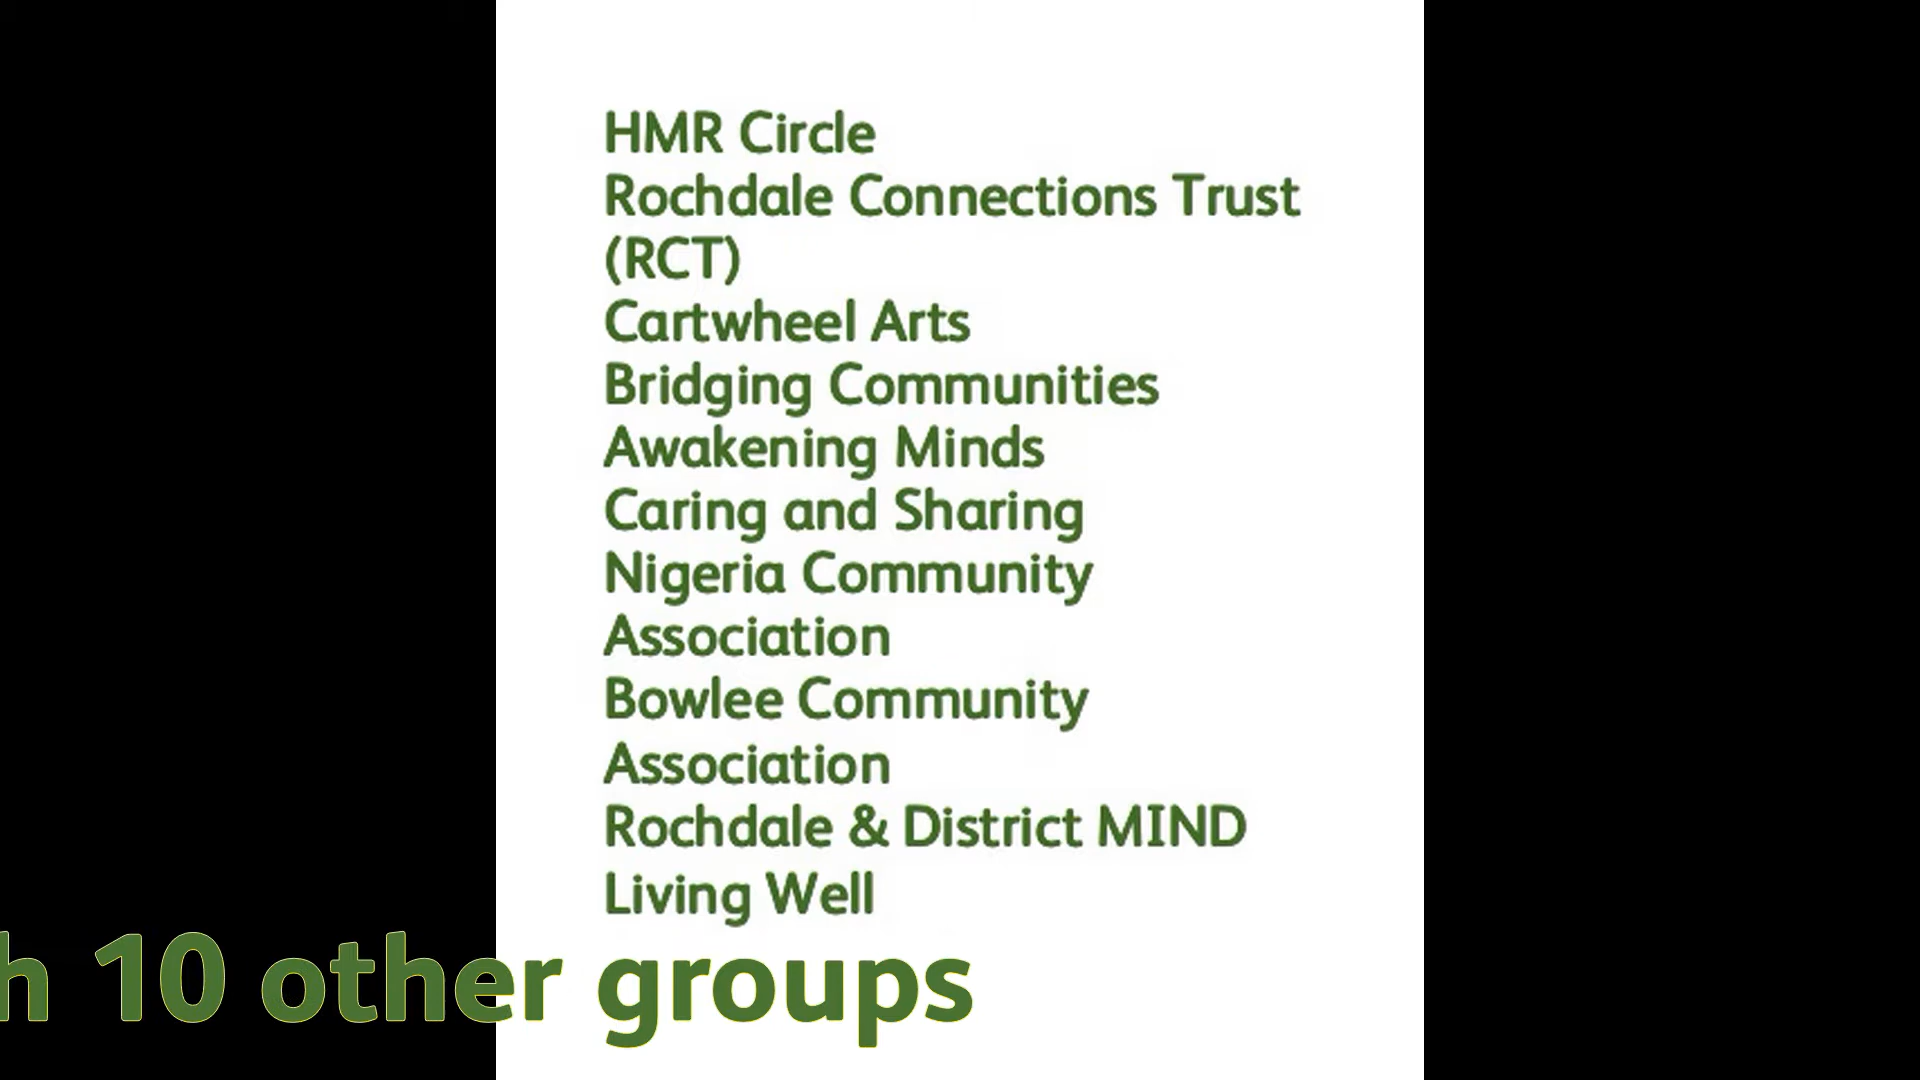 HMR Circle
Rochdale Connections Trust
(RCT)
Cartwheel Arts
Bridging Communities
Awakening Minds
Caring and Sharing
Nigeria Community
Association
Bowlee Community
Association
Rochdale & District MIND
Living Well
h 10 other groups